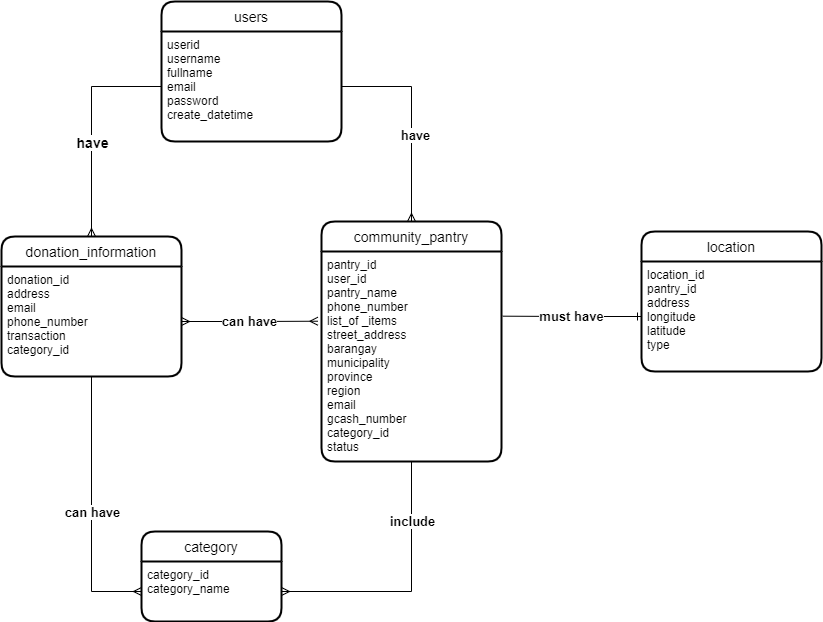 users
userid
username
fullname
email
password
create_datetime
have
have
donation_information
donation_id
address
email
phone_number
transaction
category_id
can have
community_pantry
pantry_id
user_id
pantry_name
phone_number
list_of _items
street_address
barangay
municipality
province
region
email
gcash_number
category_id
status
must have
location
location_id
pantry_id
address
longitude
latitude
type
can have
include
category
category_id
category_name